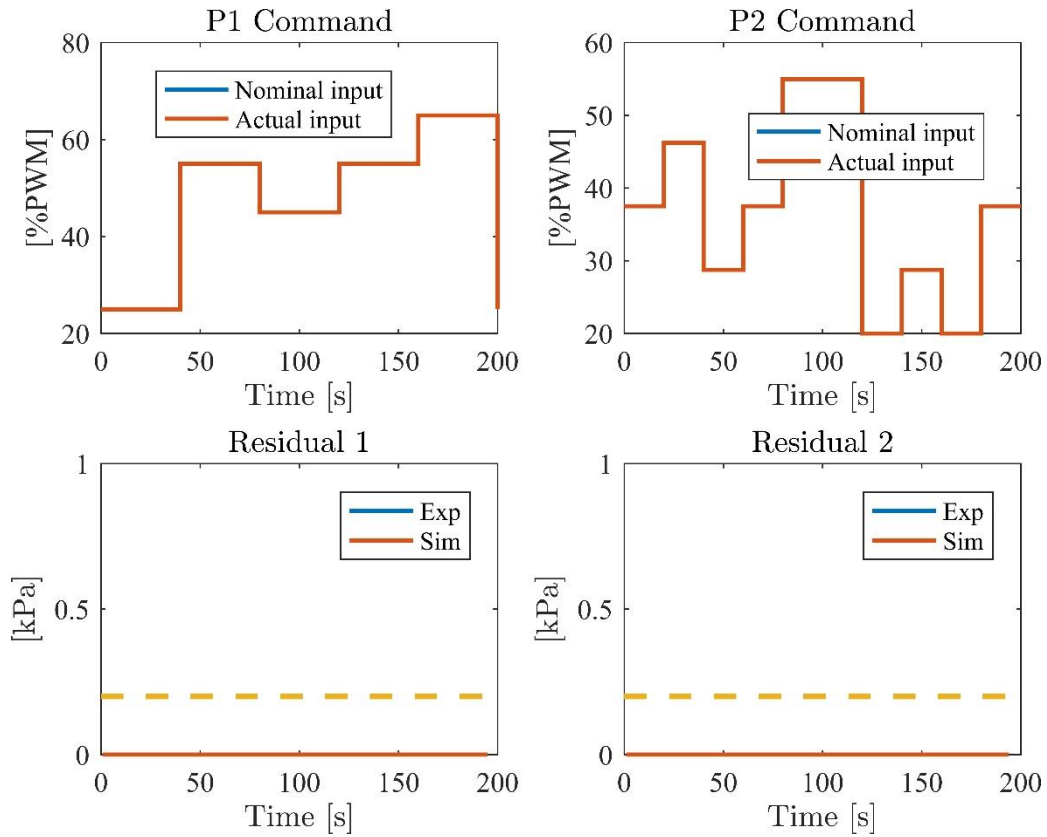 P1 Command
[%PWM]
80
60
40
20
Nominal input
Actual input
0
50
100
150
200
Time [s]
P2 Command
[%PWM]
60
50
40
30
20
Nominal input
Actual input
0
50
100
150
200
Time [s]
Residual 1
[kPa]
1
0.5
0
Exp
Sim
0
50
100
150
200
Time [s]
Residual 2
[kPa]
1
0.5
0
Exp
Sim
0
50
100
150
200
Time [s]